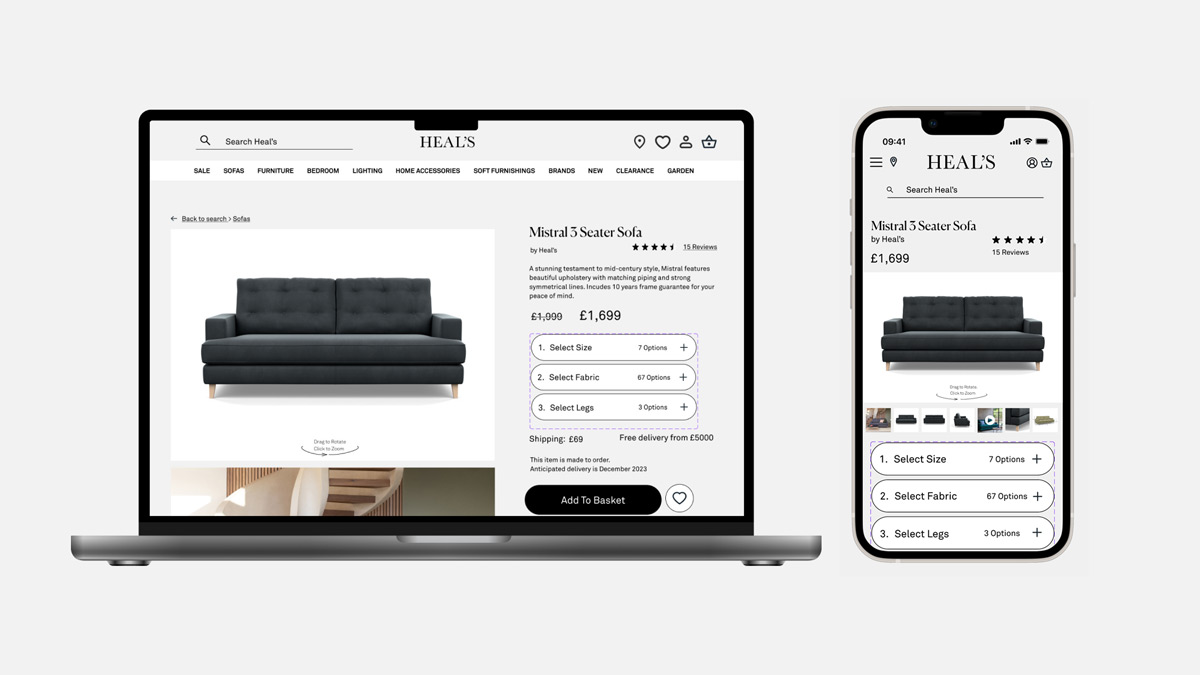 Search Heal's
HEAL'S
SALE SOFAS FURNITURE BEDROOM LIGHTING HOME ACCESSORIES SOFT FURNISHINGS BRANDS NEW CLEARANCE GARDEN
← Back to search > Sofas
Drag to Rotate
Click to Zoom
Mistral 3 Seater Sofa
by Heal's
15 Reviews
A stunning testament to mid-century style, Mistral features
beautiful upholstery with matching piping and strong
symmetrical lines. Incudes 10 years frame guarantee for your
peace of mind.
£1,999 £1,699
1. Select Size 7 Options +
2. Select Fabric 67 Options +
3. Select Legs 3 Options +
Shipping: £69 Free delivery from £5000
This item is made to order.
Anticipated delivery is December 2023
Add To Basket
09:41
HEAL'S
Search Heal's
Mistral 3 Seater Sofa
by Heal's
£1,699
15 Reviews
Drag to Rotate
Click to Zoom
1. Select Size 7 Options +
2. Select Fabric 67 Options +
3. Select Legs 3 Options +